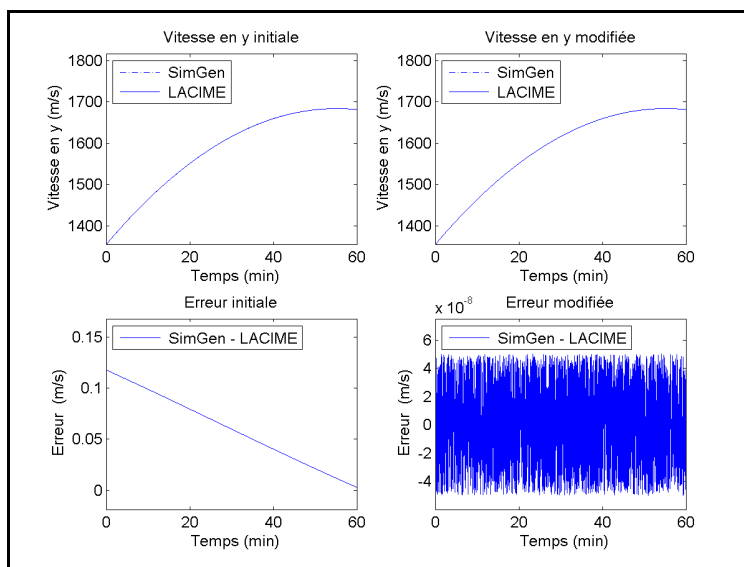 Vitesse en y initiale
1800
1700
1600
1500
1400
Vitesse en y (m/s)
SimGen
LACIME
0
20
40
60
Temps (min)
Vitesse en y modifiée
1800
1700
1600
1500
1400
Vitesse en y (m/s)
SimGen
LACIME
0
20
40
60
Temps (min)
Erreur initiale
0.15
0.1
0.05
0
Erreur (m/s)
SimGen - LACIME
0
20
40
60
Temps (min)
x 10^-8
Erreur modifiée
6
4
2
0
-2
-4
Erreur (m/s)
SimGen - LACIME
0
20
40
60
Temps (min)